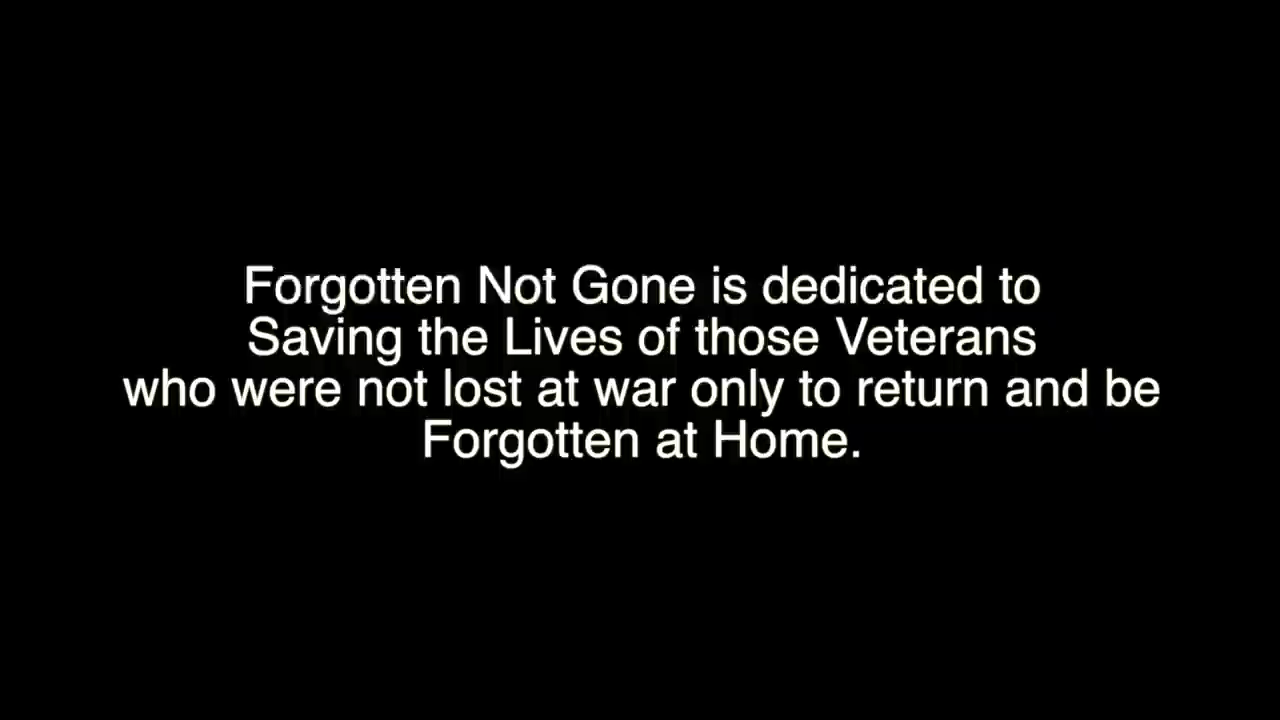 Forgotten Not Gone is dedicated to
Saving the Lives of those Veterans
who were not lost at war only to return and be
Forgotten at Home.